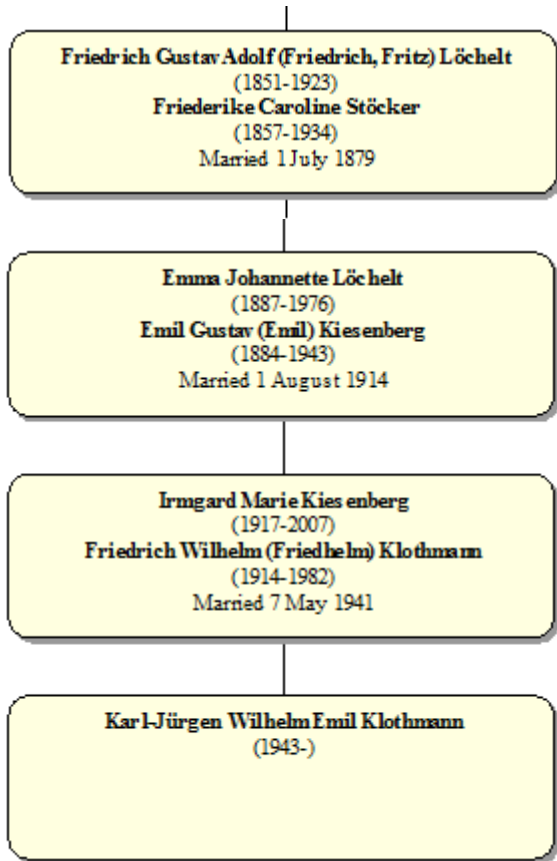 Friedrich Gustav Adolf (Friedrich, Fritz) Löchelt
(1851-1923)
Friederike Caroline Stöcker
(1857-1934)
Married 1 July 1879
Emma Johannette Löchelt
(1887-1976)
Emil Gustav (Emil) Kiesenberg
(1884-1943)
Married 1 August 1914
Irmgard Marie Kiesenberg
(1917-2007)
Friedrich Wilhelm (Friedhelm) Klothmann
(1914-1982)
Married 7 May 1941
Karl-Jürgen Wilhelm Emil Klothmann
(1943-)